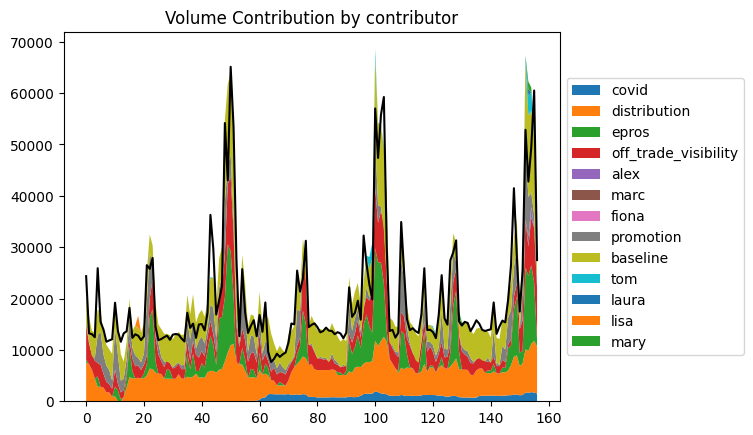 Volume Contribution by contributor
70000
60000
50000
40000
30000
20000
10000
0
0 20 40 60 80 100 120 140 160
covid
distribution
epros
off_trade_visibility
alex
marc
fiona
promotion
baseline
tom
laura
lisa
mary